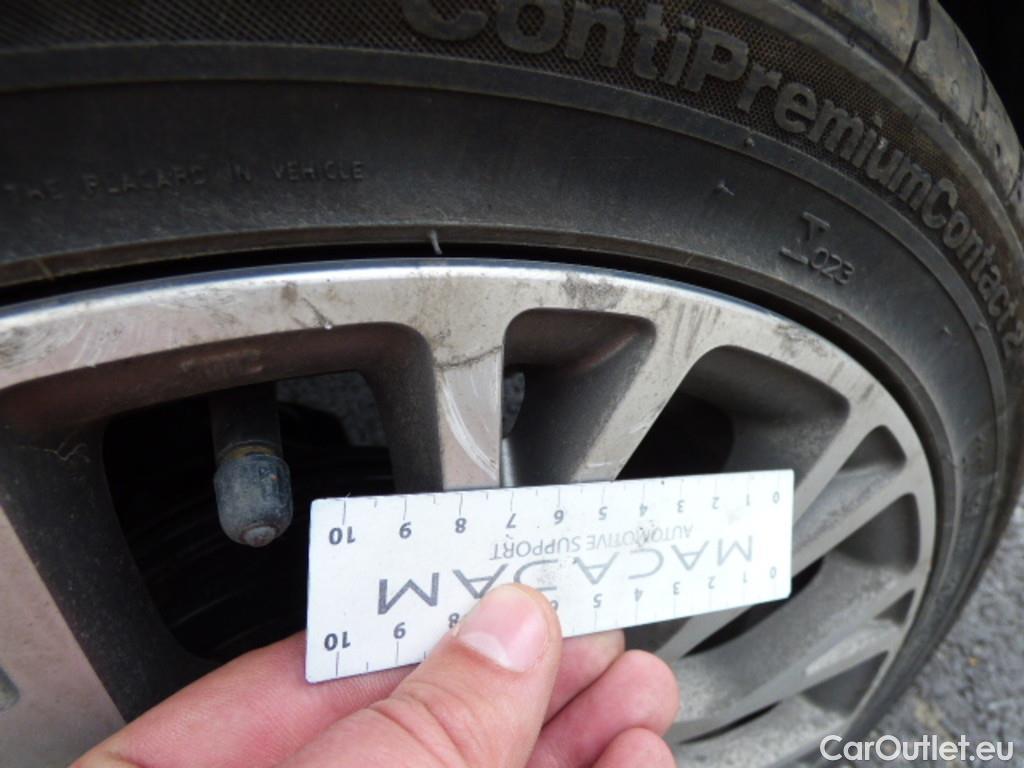 ContiPremiumContact 2
THE PLACARD IN VEHICLE
023
10 9 8 7 6 5 4 3 2 1 0
AUTOMOTIVE SUPPORT
MACADAM
10 9 8 6 5 4 3 2 1 0
CarOutlet.eu